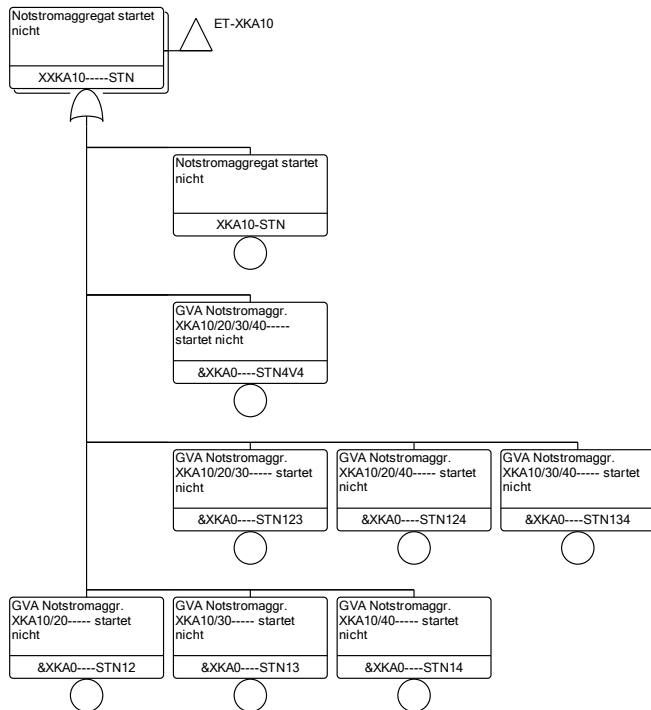 Notstromaggregat startet
nicht
XXKA10-----STN
ET-XKA10
Notstromaggregat startet
nicht
XKA10-STN
GVA Notstromaggr.
XKA10/20/30/40-----
startet nicht
&XKA0----STN4V4
GVA Notstromaggr.
XKA10/20/30----- startet
nicht
&XKA0----STN123
GVA Notstromaggr.
XKA10/20/40----- startet
nicht
&XKA0----STN124
GVA Notstromaggr.
XKA10/30/40----- startet
nicht
&XKA0----STN134
GVA Notstromaggr.
XKA10/20----- startet
nicht
&XKA0----STN12
GVA Notstromaggr.
XKA10/30----- startet
nicht
&XKA0----STN13
GVA Notstromaggr.
XKA10/40----- startet
nicht
&XKA0----STN14